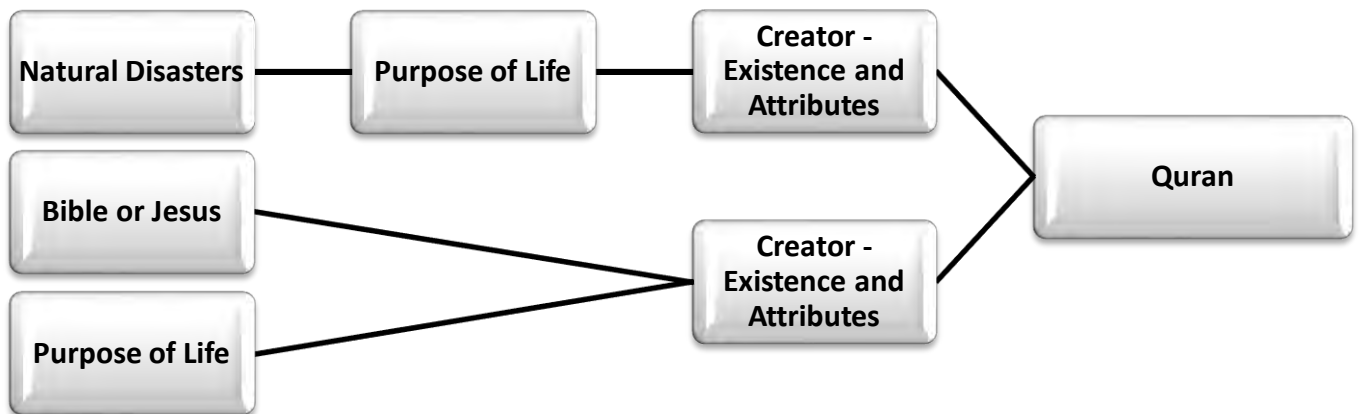 Natural Disasters
Purpose of Life
Creator -
Existence and
Attributes
Quran
Bible or Jesus
Creator -
Existence and
Attributes
Purpose of Life